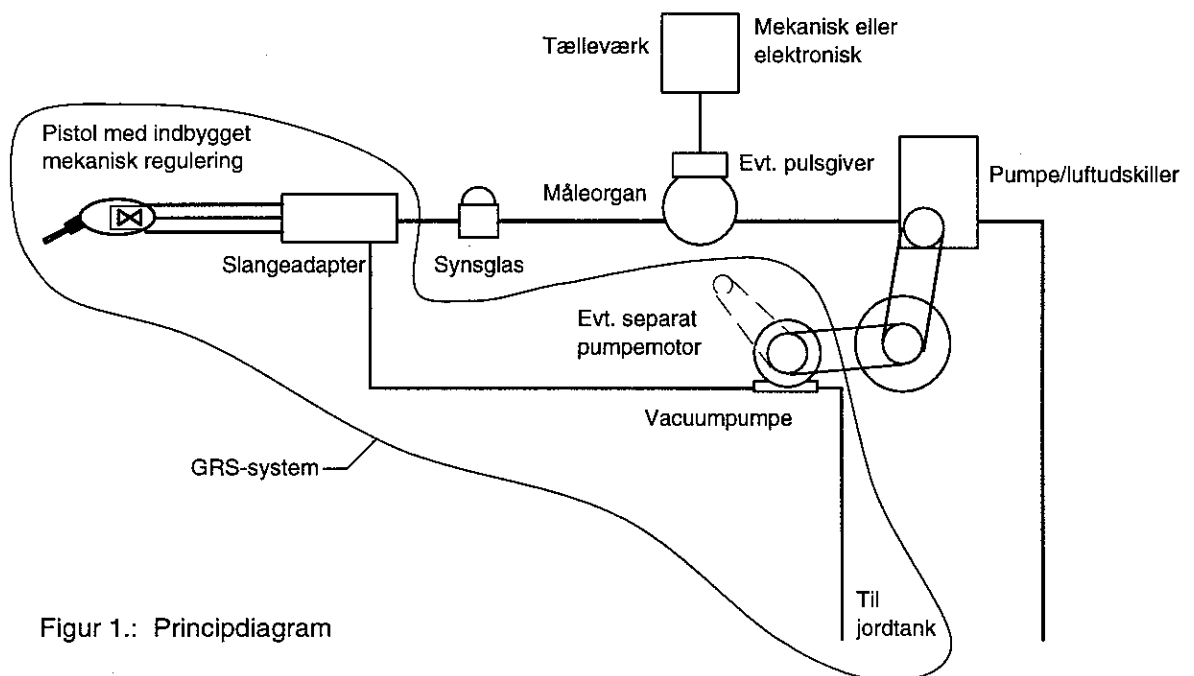 Tælleværk
Mekanisk eller
elektronisk
Pistol med indbygget
mekanisk regulering
Evt. pulsgiver
Pumpe/luftudskiller
Måleorgan
Slangeadapter
Synsglas
Evt. separat
pumpemotor
Vacuumpumpe
GRS-system
Til
jordtank
Figur 1.: Principdiagram